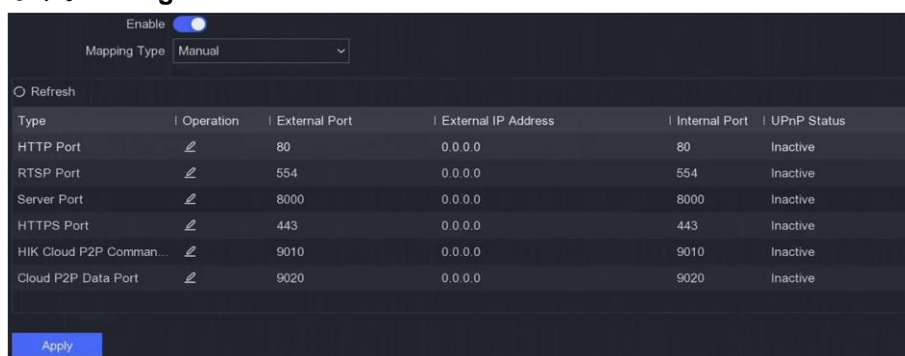 Enable
Mapping Type Manual
Refresh
Type Operation External Port External IP Address Internal Port UPnP Status
HTTP Port 80 0.0.0.0 80 Inactive
RTSP Port 554 0.0.0.0 554 Inactive
Server Port 8000 0.0.0.0 8000 Inactive
HTTPS Port 443 0.0.0.0 443 Inactive
HIK Cloud P2P Comman... 9010 0.0.0.0 9010 Inactive
Cloud P2P Data Port 9020 0.0.0.0 9020 Inactive
Apply